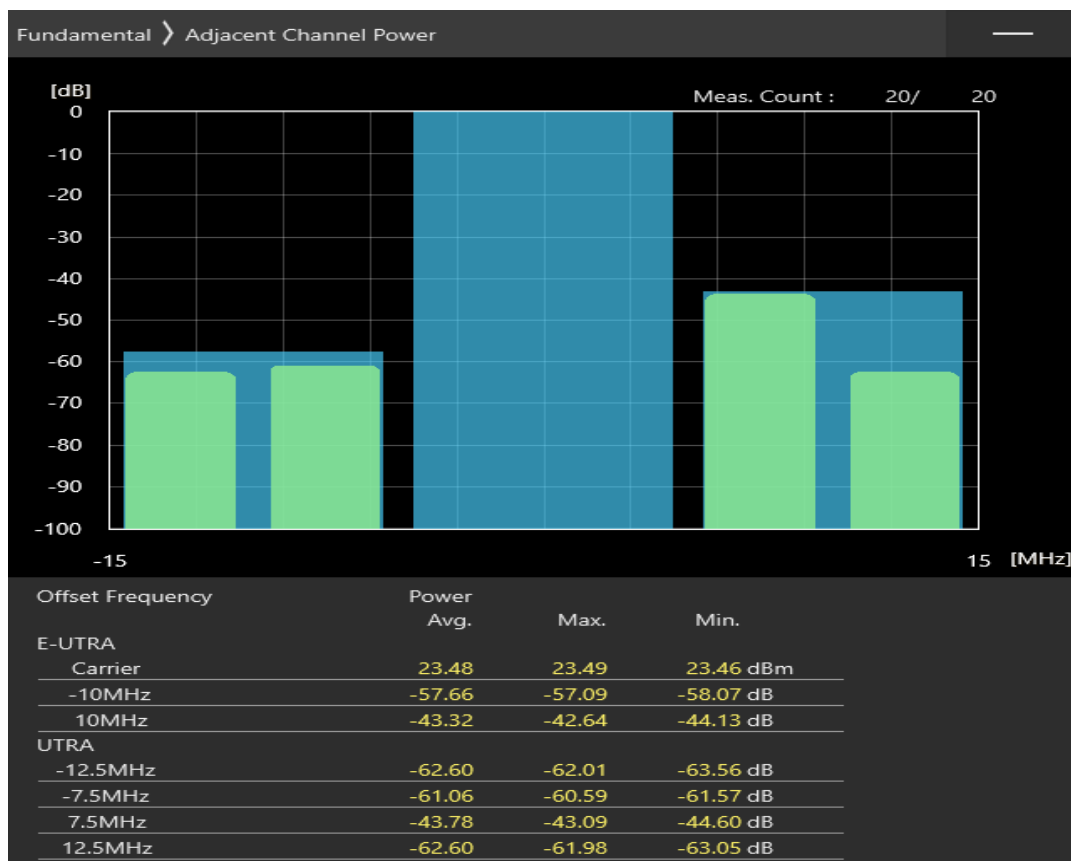 Fundamental ❯ Adjacent Channel Power
[dB]
Meas. Count : 20/ 20
0
-10
-20
-30
-40
-50
-60
-70
-80
-90
-100
-15 15 [MHz]
Offset Frequency Power
Avg. Max. Min.
E-UTRA
Carrier 23.48 23.49 23.46 dBm
-10MHz -57.66 -57.09 -58.07 dB
10MHz -43.32 -42.64 -44.13 dB
UTRA
-12.5MHz -62.60 -62.01 -63.56 dB
-7.5MHz -61.06 -60.59 -61.57 dB
7.5MHz -43.78 -43.09 -44.60 dB
12.5MHz -62.60 -61.98 -63.05 dB